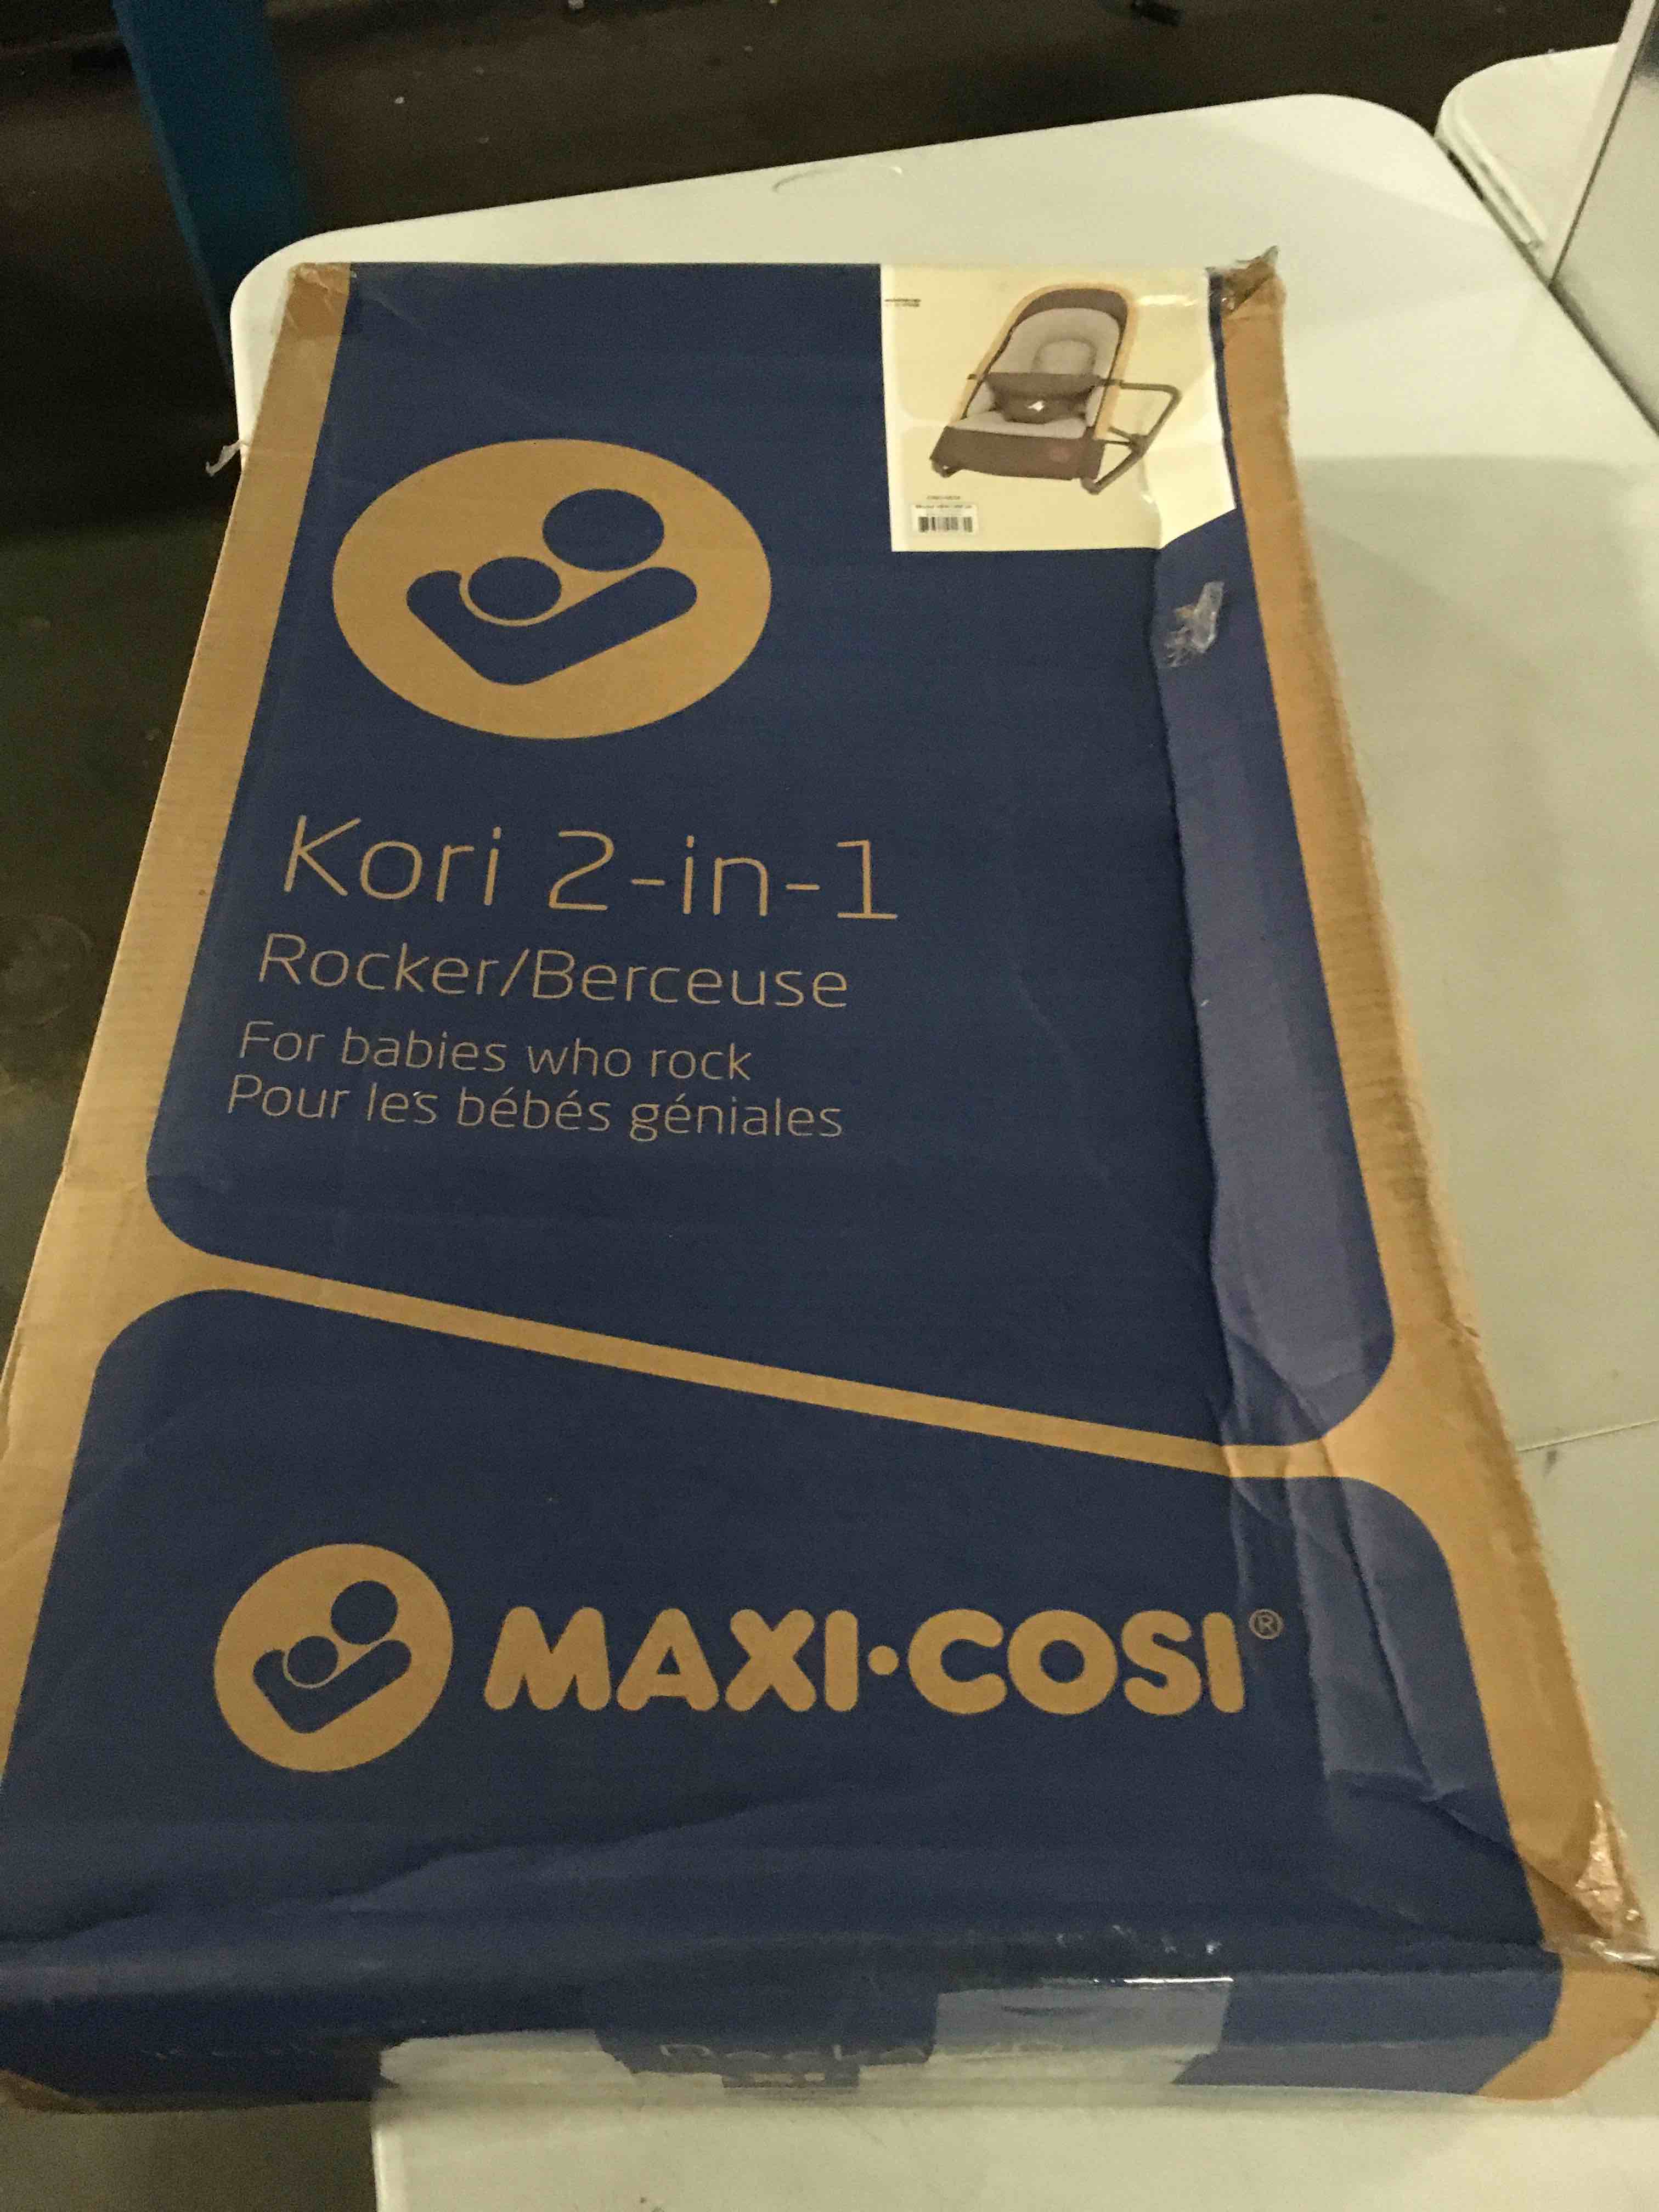 Kori 2-in-1
Rocker/Berceuse
For babies who rock
Pour les bébés géniales
MAXI·COSI®